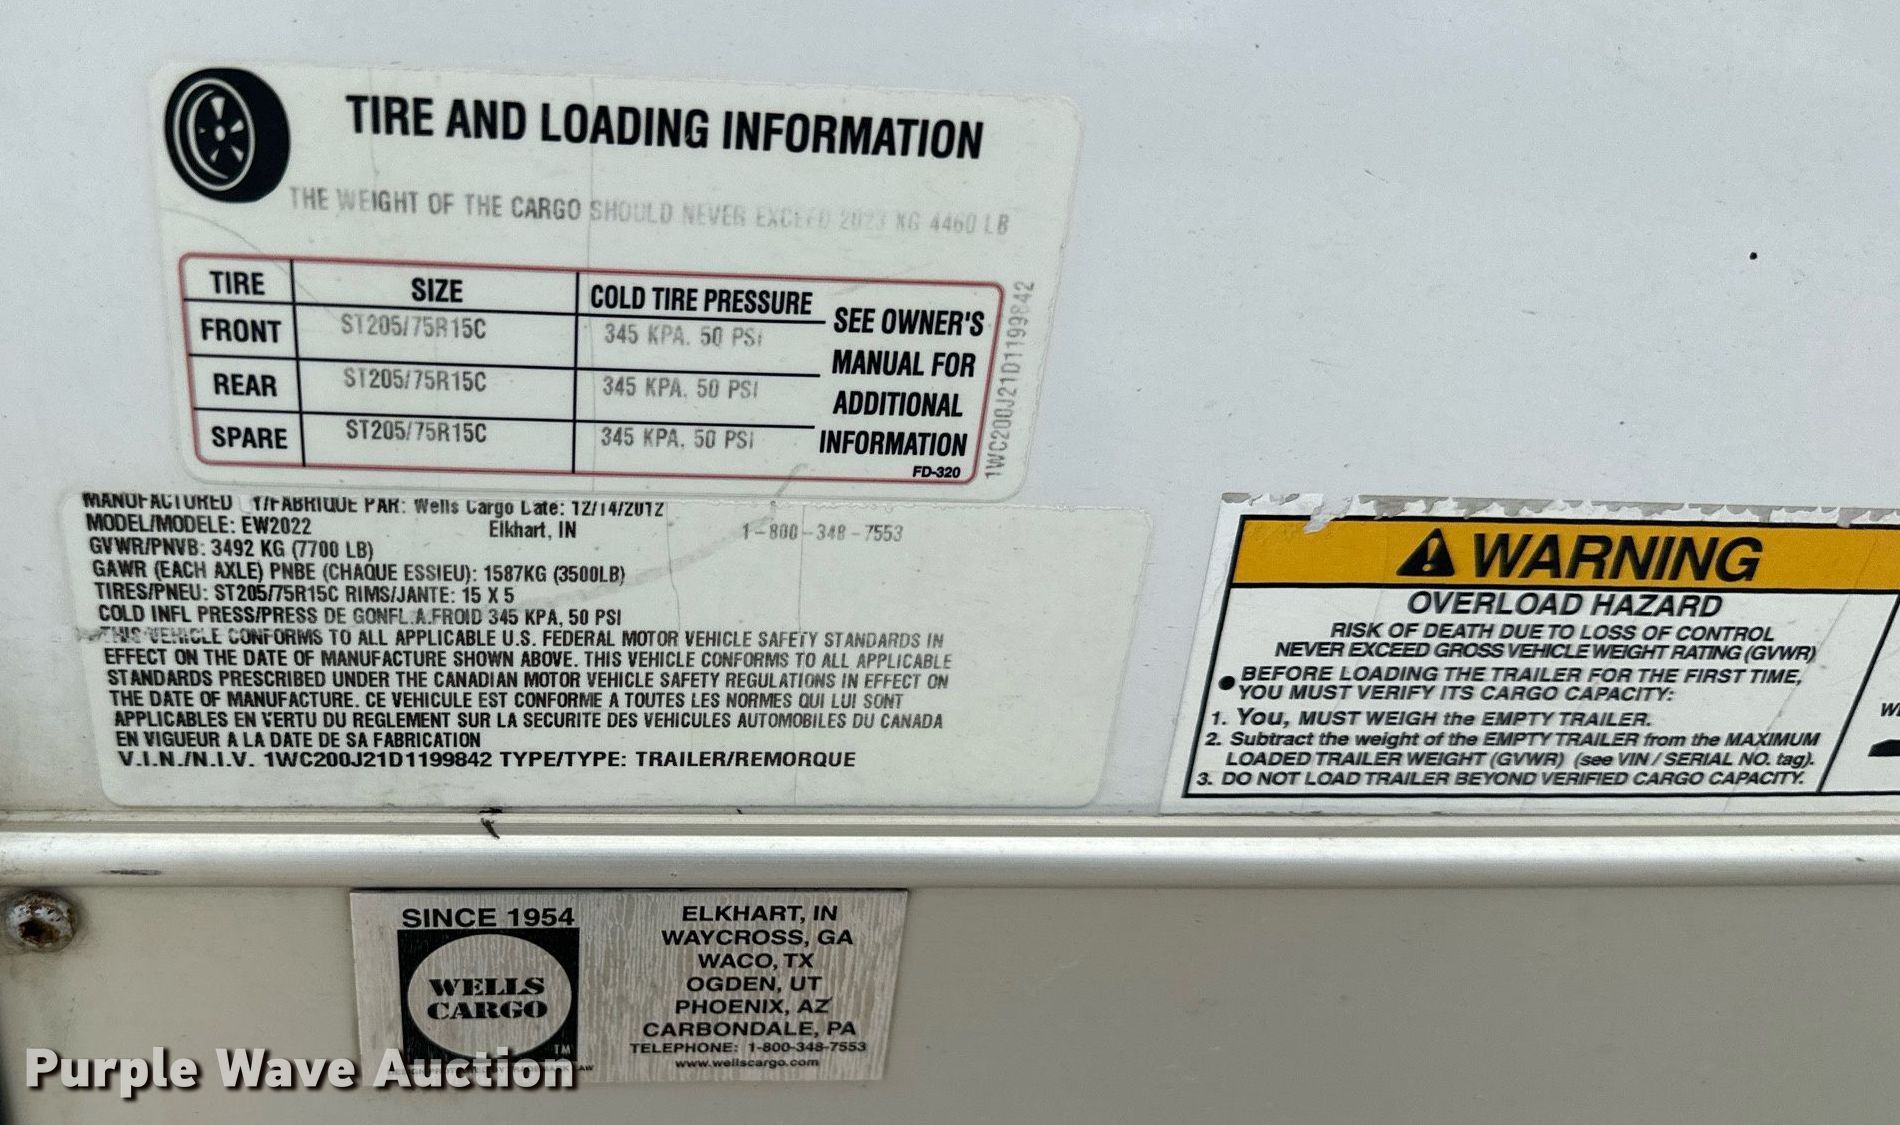 TIRE AND LOADING INFORMATION
THE WEIGHT OF THE CARGO SHOULD NEVER EXCEED 2023 KG 4460 LB
TIRE SIZE COLD TIRE PRESSURE SEE OWNER'S MANUAL FOR ADDITIONAL INFORMATION
FRONT ST205/75R15C 345 KPA. 50 PSI
REAR ST205/75R15C 345 KPA. 50 PSI
SPARE ST205/75R15C 345 KPA. 50 PSI
FD-320
1WC200J21D1199842
MANUFACTURED Y/FABRIQUE PAR: Wells Cargo Date: 12/14/2012
MODEL/MODELE: EW2022 Elkhart, IN 1-800-348-7553
GVWR/PNVB: 3492 KG (7700 LB)
GAWR (EACH AXLE) PNBE (CHAQUE ESSIEU): 1587KG (3500LB)
TIRES/PNEU: ST205/75R15C RIMS/JANTE: 15 X 5
COLD INFL PRESS/PRESS DE GONFL.A.FROID 345 KPA, 50 PSI
THIS VEHICLE CONFORMS TO ALL APPLICABLE U.S. FEDERAL MOTOR VEHICLE SAFETY STANDARDS IN
EFFECT ON THE DATE OF MANUFACTURE SHOWN ABOVE. THIS VEHICLE CONFORMS TO ALL APPLICABLE
STANDARDS PRESCRIBED UNDER THE CANADIAN MOTOR VEHICLE SAFETY REGULATIONS IN EFFECT ON
THE DATE OF MANUFACTURE. CE VEHICULE EST CONFORME A TOUTES LES NORMES QUI LUI SONT
APPLICABLES EN VERTU DU REGLEMENT SUR LA SECURITE DES VEHICULES AUTOMOBILES DU CANADA
EN VIGUEUR A LA DATE DE SA FABRICATION
V.I.N./N.I.V. 1WC200J21D1199842 TYPE/TYPE: TRAILER/REMORQUE
WARNING
OVERLOAD HAZARD
RISK OF DEATH DUE TO LOSS OF CONTROL
NEVER EXCEED GROSS VEHICLE WEIGHT RATING (GVWR)
● BEFORE LOADING THE TRAILER FOR THE FIRST TIME,
YOU MUST VERIFY ITS CARGO CAPACITY:
1. You, MUST WEIGH the EMPTY TRAILER.
2. Subtract the weight of the EMPTY TRAILER from the MAXIMUM
LOADED TRAILER WEIGHT (GVWR) (see VIN / SERIAL NO. tag).
3. DO NOT LOAD TRAILER BEYOND VERIFIED CARGO CAPACITY.
SINCE 1954
WELLS
CARGO
TM
ELKHART, IN
WAYCROSS, GA
WACO, TX
OGDEN, UT
PHOENIX, AZ
CARBONDALE, PA
TELEPHONE: 1-800-348-7553
www.wellscargo.com
Purple Wave Auction